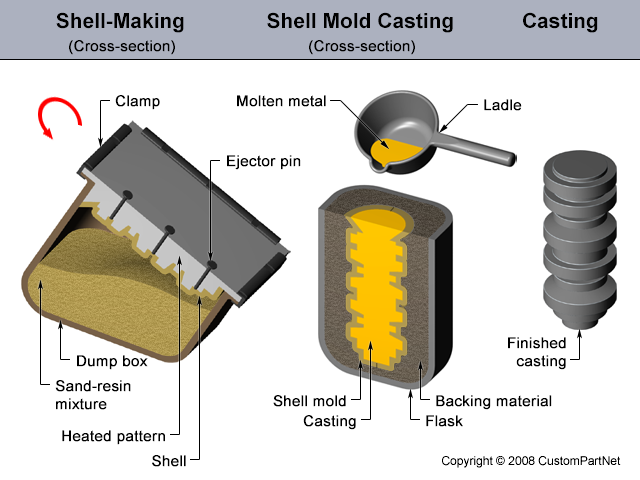 Shell-Making
(Cross-section)
Shell Mold Casting
(Cross-section)
Casting
Clamp
Ejector pin
Dump box
Sand-resin
mixture
Heated pattern
Shell
Molten metal
Ladle
Shell mold
Casting
Backing material
Flask
Finished
casting
Copyright © 2008 CustomPartNet